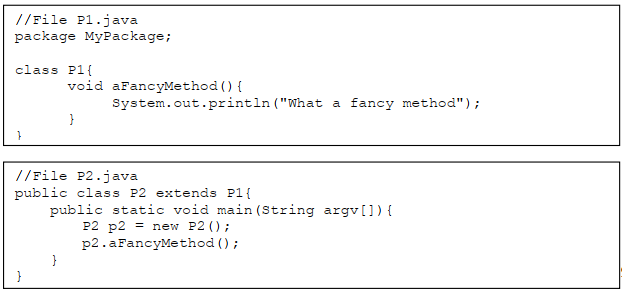 //File P1.java
package MyPackage;
class P1{
void aFancyMethod(){
System.out.println("What a fancy method");
}
}
//File P2.java
public class P2 extends P1{
public static void main(String argv[]){
P2 p2 = new P2();
p2.aFancyMethod();
}
}